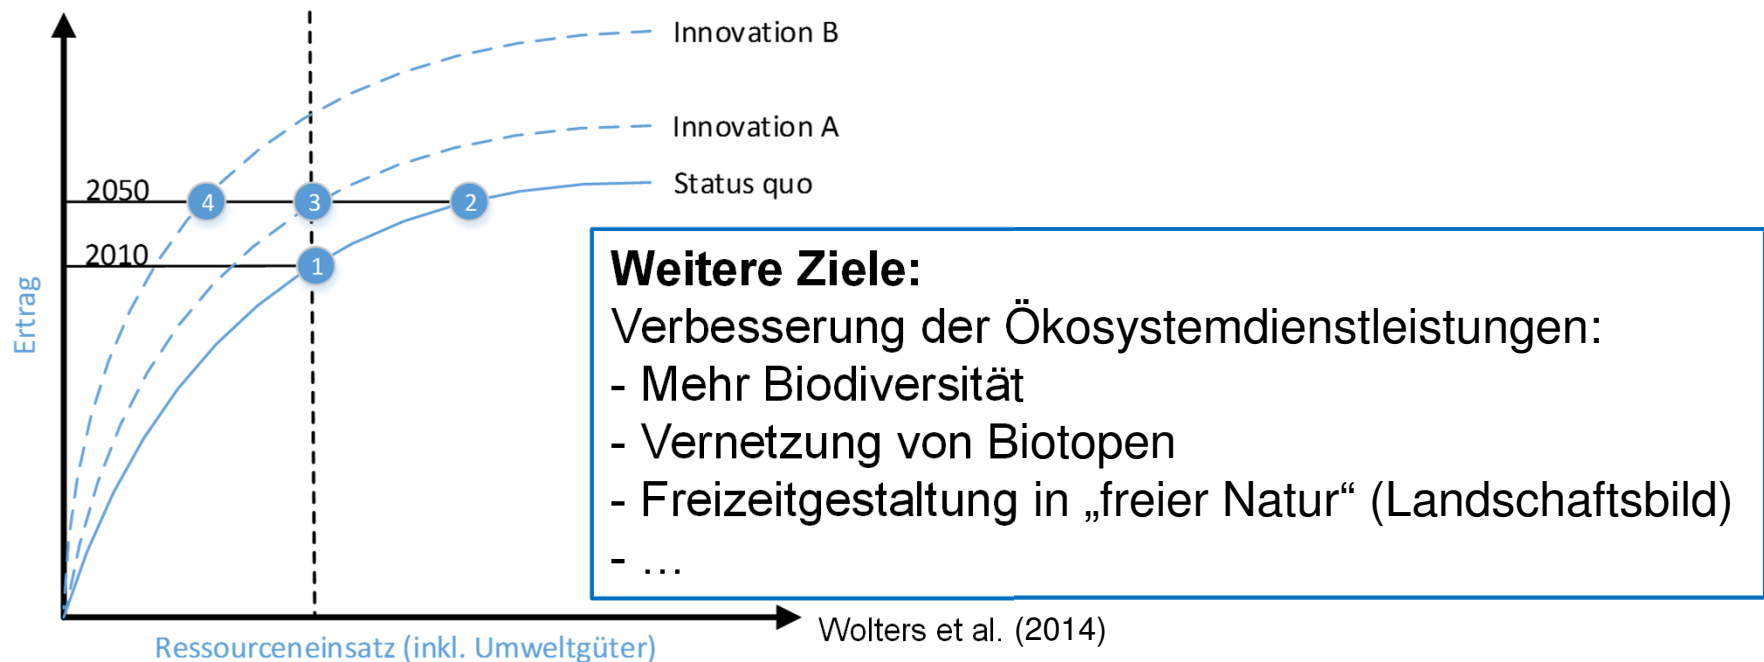 Innovation B
Innovation A
Status quo
2050
4
3
2
2010
1
Ertrag
Weitere Ziele:
Verbesserung der Ökosystemdienstleistungen:
- Mehr Biodiversität
- Vernetzung von Biotopen
- Freizeitgestaltung in „freier Natur“ (Landschaftsbild)
- ...
Ressourceneinsatz (inkl. Umweltgüter)
Wolters et al. (2014)